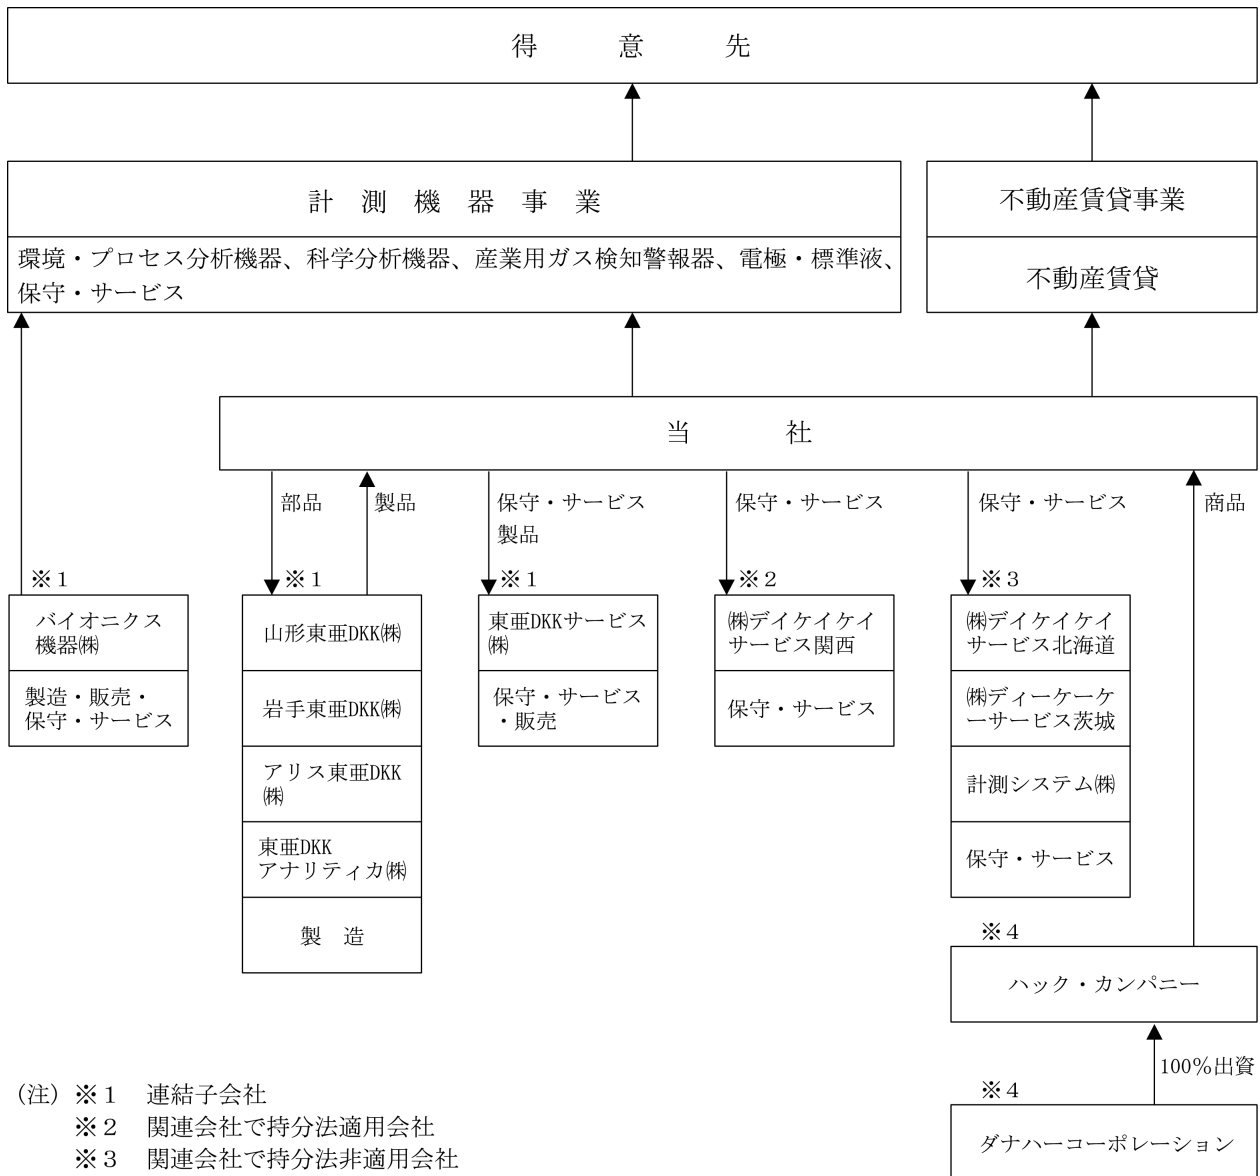 得意先
計測機器事業
環境・プロセス分析機器、科学分析機器、産業用ガス検知警報器、電極・標準液、
保守・サービス
不動産賃貸事業
不動産賃貸
当社
部品
製品
保守・サービス
製品
保守・サービス
保守・サービス
商品
※1
バイオニクス
機器㈱
製造・販売・
保守・サービス
※1
山形東亜DKK㈱
岩手東亜DKK㈱
アリス東亜DKK
㈱
東亜DKK
アナリティカ㈱
製造
※1
東亜DKKサービス
㈱
保守・サービス
・販売
※2
㈱デイケイケイ
サービス関西
保守・サービス
※3
㈱デイケイケイ
サービス北海道
㈱ディーケーケ
ーサービス茨城
計測システム㈱
保守・サービス
※4
ハック・カンパニー
100%出資
※4
ダナハーコーポレーション
(注) ※1 連結子会社
※2 関連会社で持分法適用会社
※3 関連会社で持分法非適用会社